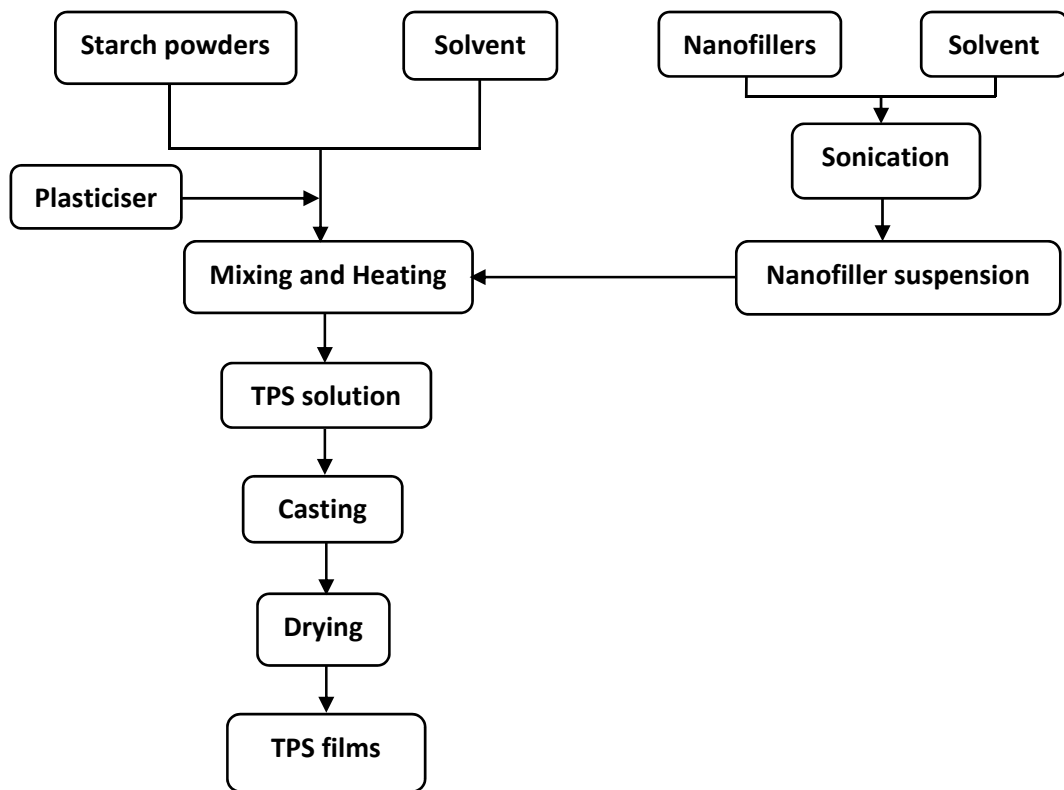 Starch powders
Solvent
Nanofillers
Solvent
Sonication
Plasticiser
Mixing and Heating
Nanofiller suspension
TPS solution
Casting
Drying
TPS films